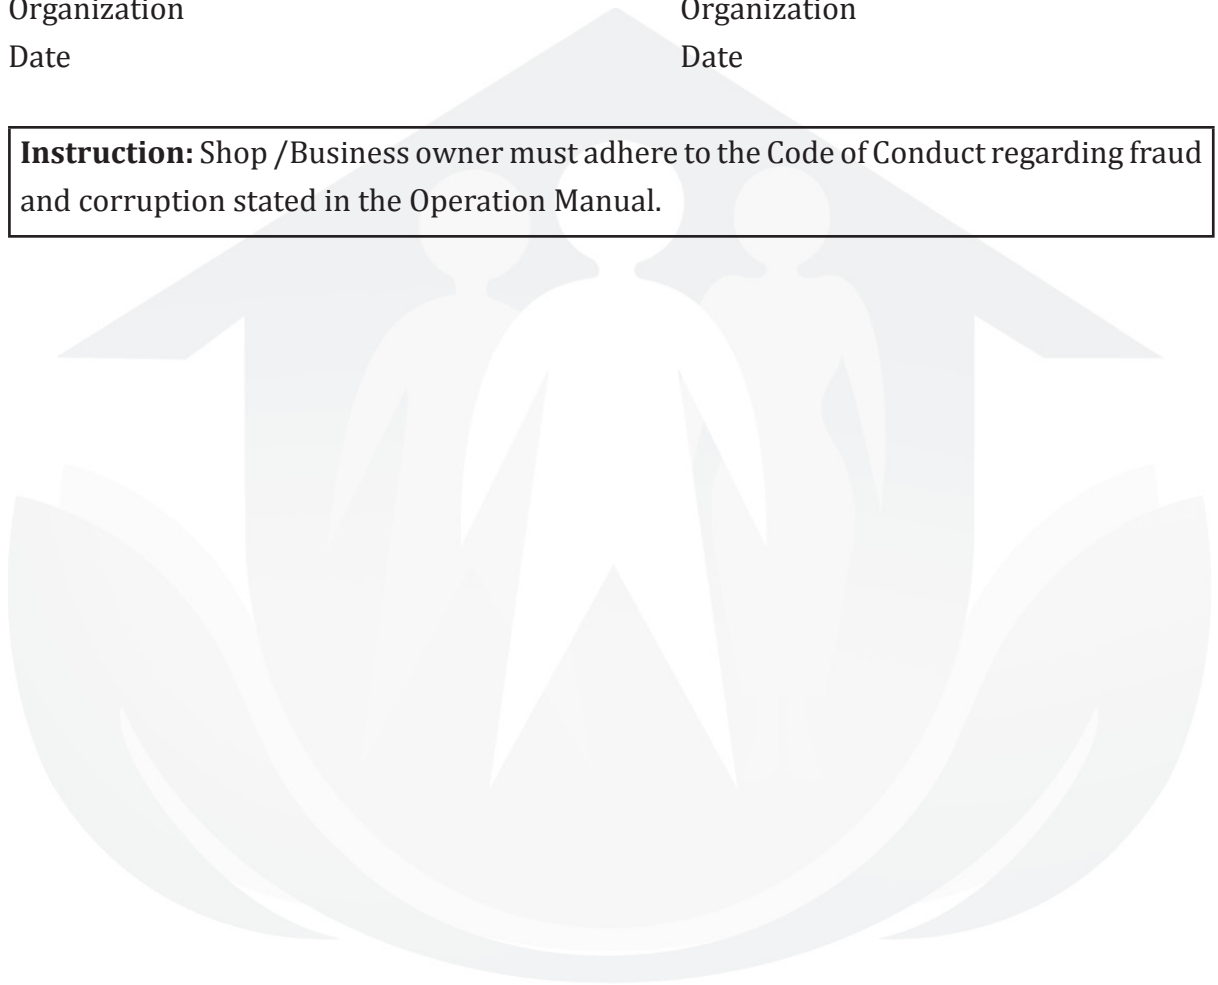 Organization Organization
Date Date
Instruction: Shop /Business owner must adhere to the Code of Conduct regarding fraud
and corruption stated in the Operation Manual.